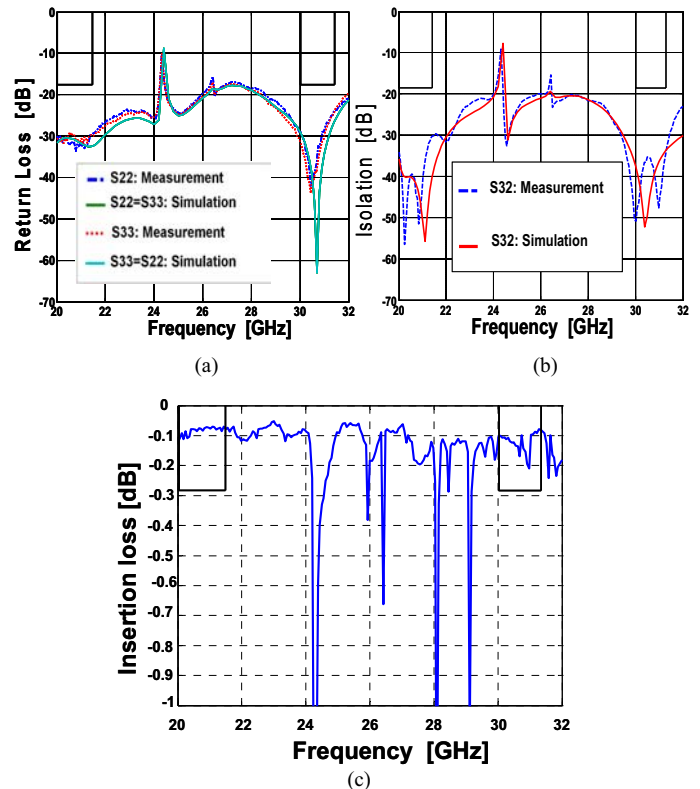 0
-10
-20
-30
-40
-50
-60
-70
Return Loss [dB]
S22: Measurement
S22=S33: Simulation
S33: Measurement
S33=S22: Simulation
20 22 24 26 28 30 32
Frequency [GHz]
(a)
0
-10
-20
-30
-40
-50
-60
-70
Isolation [dB]
S32: Measurement
S32: Simulation
20 22 24 26 28 30 32
Frequency [GHz]
(b)
0
-0.1
-0.2
-0.3
-0.4
-0.5
-0.6
-0.7
-0.8
-0.9
-1
Insertion loss [dB]
20 22 24 26 28 30 32
Frequency [GHz]
(c)